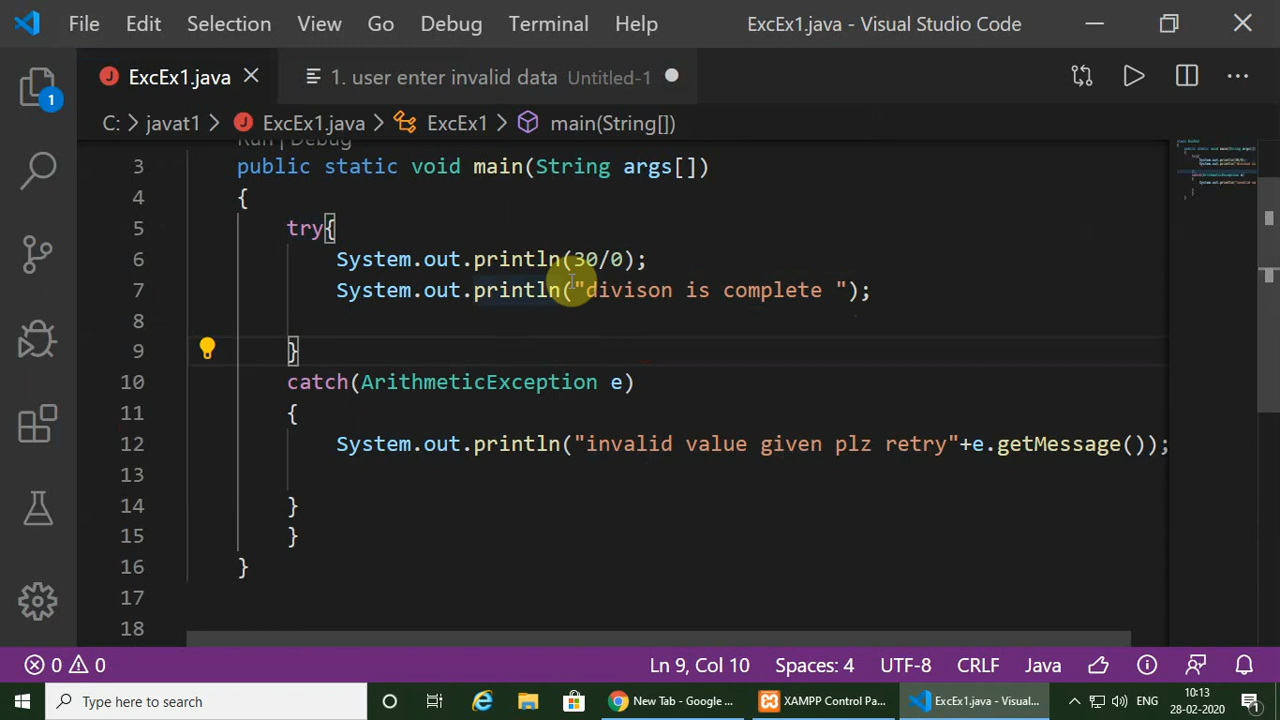 File Edit Selection View Go Debug Terminal Help ExcEx1.java - Visual Studio Code
ExcEx1.java 1. user enter invalid data Untitled-1
C: > javat1 > ExcEx1.java > ExcEx1 > main(String[])
Run | Debug
3 public static void main(String args[])
4 {
5 try{
6 System.out.println(30/0);
7 System.out.println("divison is complete ");
8
9 }
10 catch(ArithmeticException e)
11 {
12 System.out.println("invalid value given plz retry"+e.getMessage());
13
14 }
15 }
16 }
17
18
1
0 0 Ln 9, Col 10 Spaces: 4 UTF-8 CRLF Java
Type here to search New Tab - Google ... XAMPP Control Pa... ExcEx1.java - Visual... ENG 10:13
28-02-2020 1